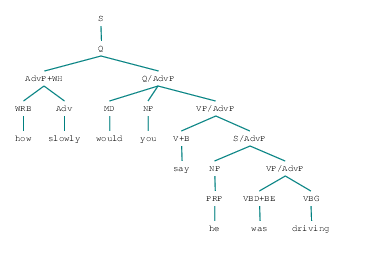 S
Q
AdvP+WH Q/AdvP
WRB Adv MD NP VP/AdvP
how slowly would you V+B S/AdvP
say NP VP/AdvP
PRP VBD+BE VBG
he was driving